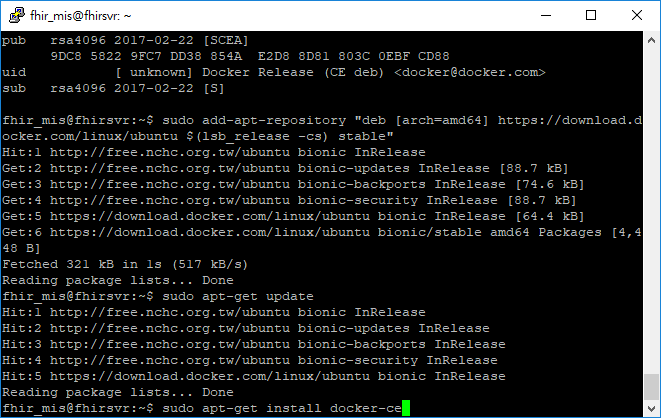 fhir_mis@fhirsvr: ~
pub   rsa4096 2017-02-22 [SCEA]
      9DC8 5822 9FC7 DD38 854A  E2D8 8D81 803C 0EBF CD88
uid           [ unknown] Docker Release (CE deb) <docker@docker.com>
sub   rsa4096 2017-02-22 [S]
fhir_mis@fhirsvr:~$ sudo add-apt-repository "deb [arch=amd64] https://download.d
ocker.com/linux/ubuntu $(lsb_release -cs) stable"
Hit:1 http://free.nchc.org.tw/ubuntu bionic InRelease
Get:2 http://free.nchc.org.tw/ubuntu bionic-updates InRelease [88.7 kB]
Get:3 http://free.nchc.org.tw/ubuntu bionic-backports InRelease [74.6 kB]
Get:4 http://free.nchc.org.tw/ubuntu bionic-security InRelease [88.7 kB]
Get:5 https://download.docker.com/linux/ubuntu bionic InRelease [64.4 kB]
Get:6 https://download.docker.com/linux/ubuntu bionic/stable amd64 Packages [4,4
48 B]
Fetched 321 kB in 1s (517 kB/s)
Reading package lists... Done
fhir_mis@fhirsvr:~$ sudo apt-get update
Hit:1 http://free.nchc.org.tw/ubuntu bionic InRelease
Hit:2 http://free.nchc.org.tw/ubuntu bionic-updates InRelease
Hit:3 http://free.nchc.org.tw/ubuntu bionic-backports InRelease
Hit:4 http://free.nchc.org.tw/ubuntu bionic-security InRelease
Hit:5 https://download.docker.com/linux/ubuntu bionic InRelease
Reading package lists... Done
fhir_mis@fhirsvr:~$ sudo apt-get install docker-ce